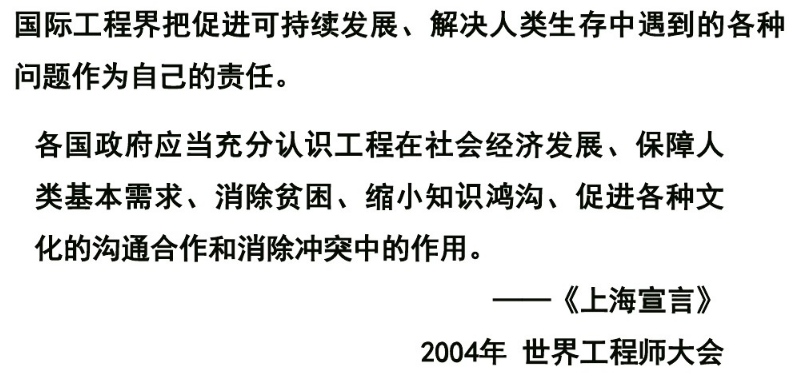 国际工程界把促进可持续发展、解决人类生存中遇到的各种
问题作为自己的责任。
各国政府应当充分认识工程在社会经济发展、保障人
类基本需求、消除贫困、缩小知识鸿沟、促进各种文
化的沟通合作和消除冲突中的作用。
——《上海宣言》
2004年 世界工程师大会